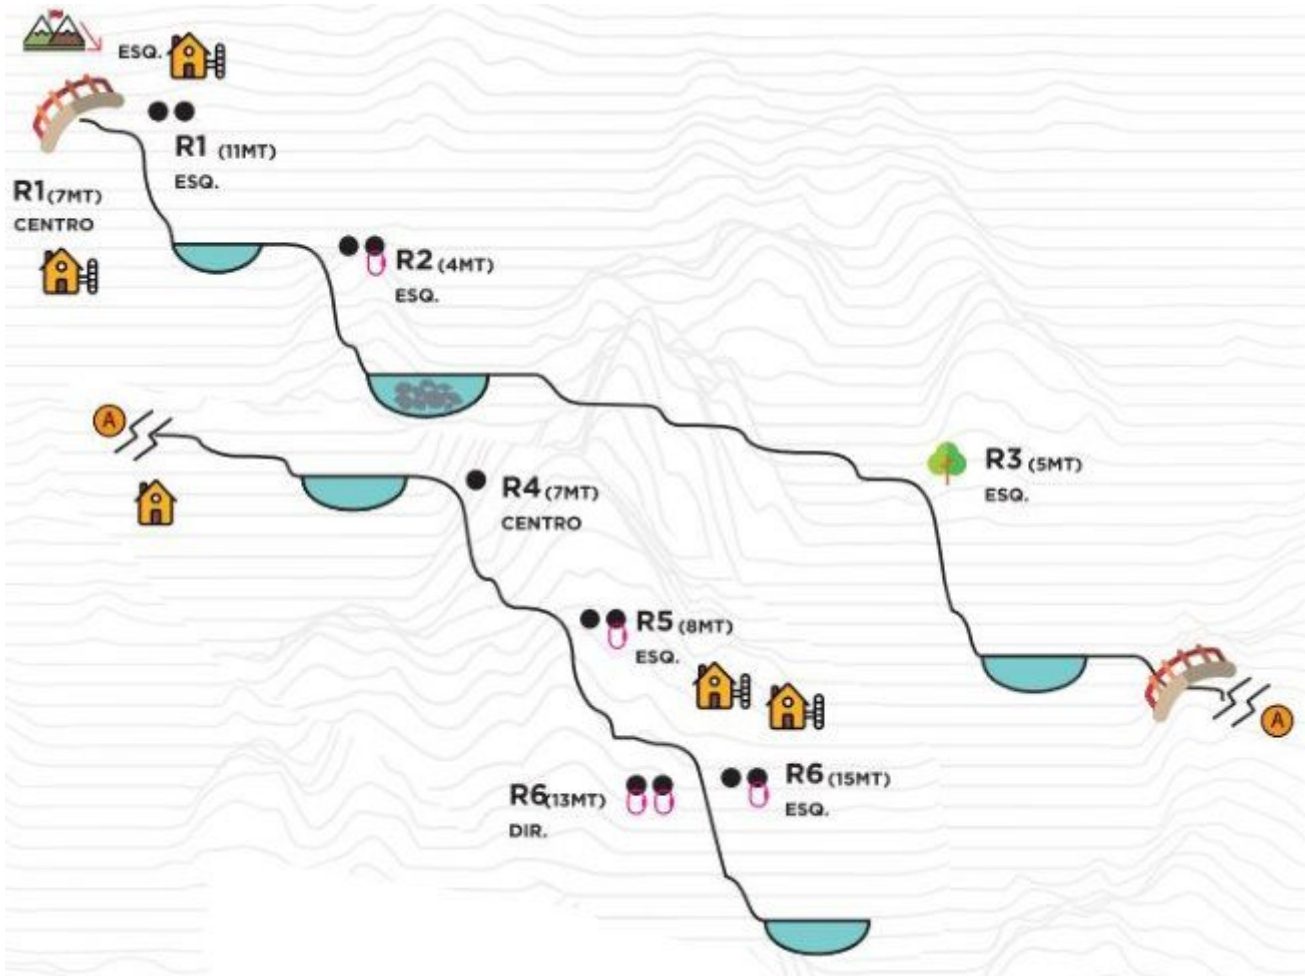 ESQ.
R1 (11MT)
ESQ.
R1 (7MT)
CENTRO
R2 (4MT)
ESQ.
A
R3 (5MT)
ESQ.
R4 (7MT)
CENTRO
R5 (8MT)
ESQ.
A
R6 (15MT)
ESQ.
R6 (13MT)
DIR.